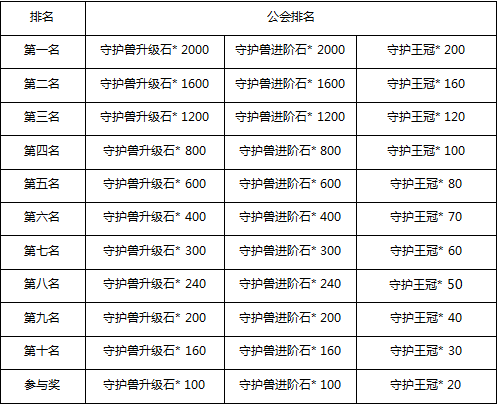 排名 公会排名
第一名 守护兽升级石* 2000 守护兽进阶石* 2000 守护王冠* 200
第二名 守护兽升级石* 1600 守护兽进阶石* 1600 守护王冠* 160
第三名 守护兽升级石* 1200 守护兽进阶石* 1200 守护王冠* 120
第四名 守护兽升级石* 800 守护兽进阶石* 800 守护王冠* 100
第五名 守护兽升级石* 600 守护兽进阶石* 600 守护王冠* 80
第六名 守护兽升级石* 400 守护兽进阶石* 400 守护王冠* 70
第七名 守护兽升级石* 300 守护兽进阶石* 300 守护王冠* 60
第八名 守护兽升级石* 240 守护兽进阶石* 240 守护王冠* 50
第九名 守护兽升级石* 200 守护兽进阶石* 200 守护王冠* 40
第十名 守护兽升级石* 160 守护兽进阶石* 160 守护王冠* 30
参与奖 守护兽升级石* 100 守护兽进阶石* 100 守护王冠* 20